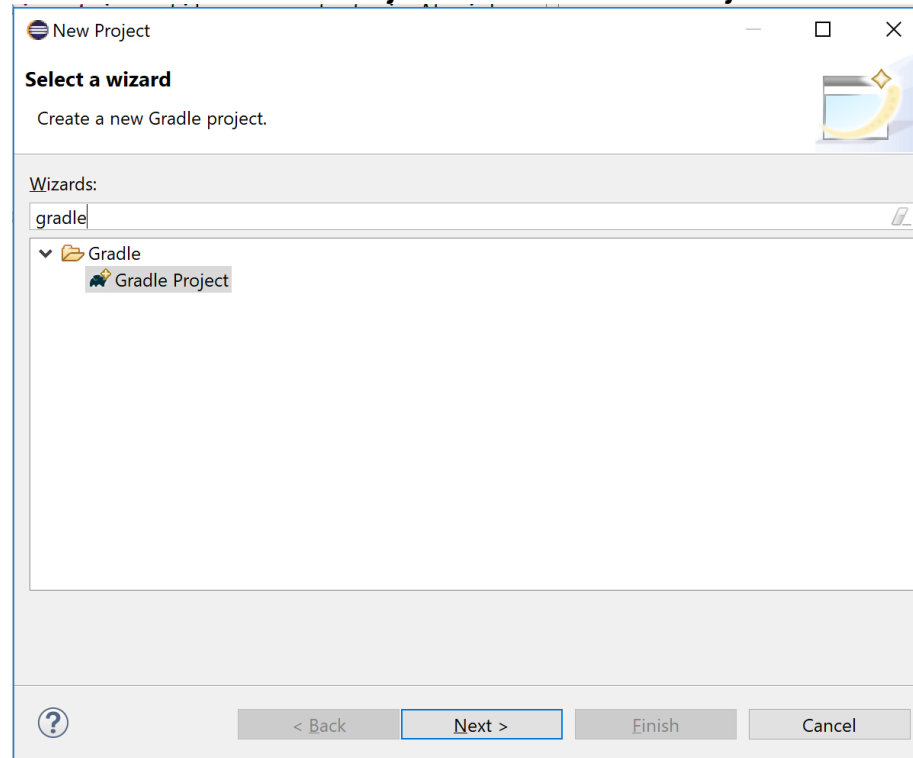 New Project
Select a wizard
Create a new Gradle project.
Wizards:
gradle
Gradle
Gradle Project
?
< Back
Next >
Finish
Cancel